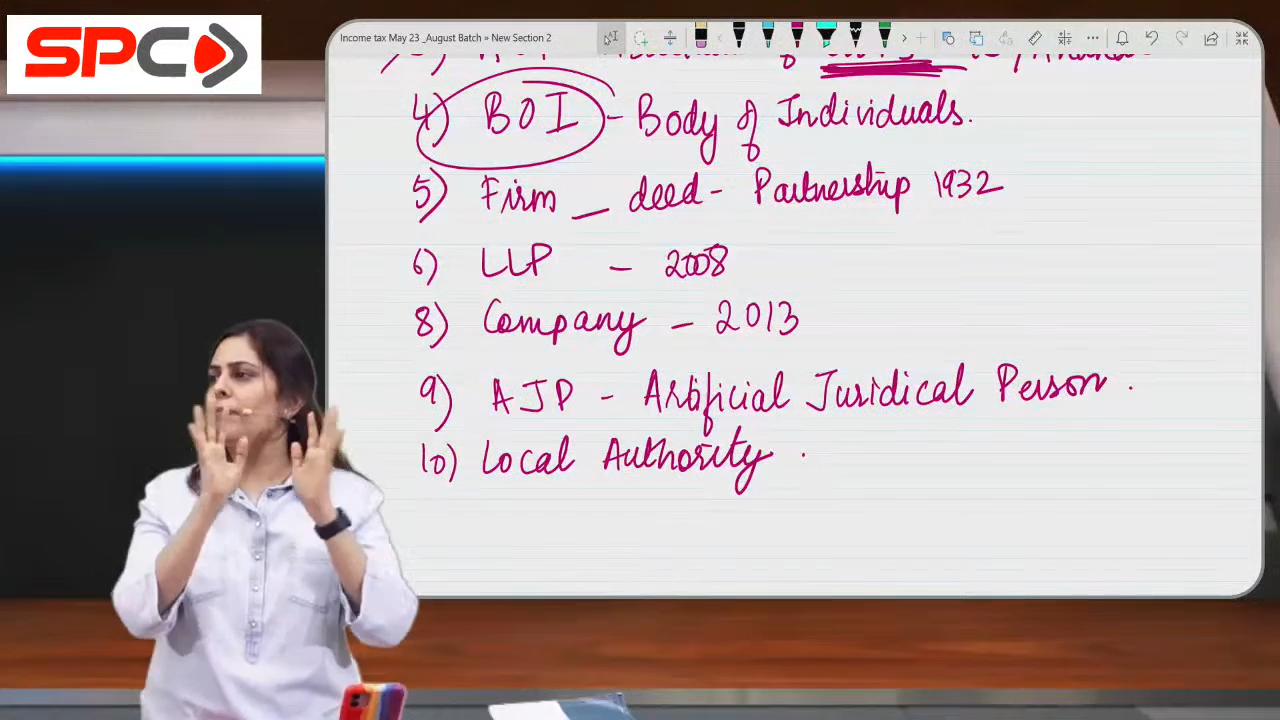 SPC
Income tax May 23 _August Batch » New Section 2
of
4) BOI - Body of Individuals.
5) Firm _ deed - Partnership 1932
6) LLP - 2008
8) Company - 2013
9) AJP - Artificial Juridical Person.
10) Local Authority.